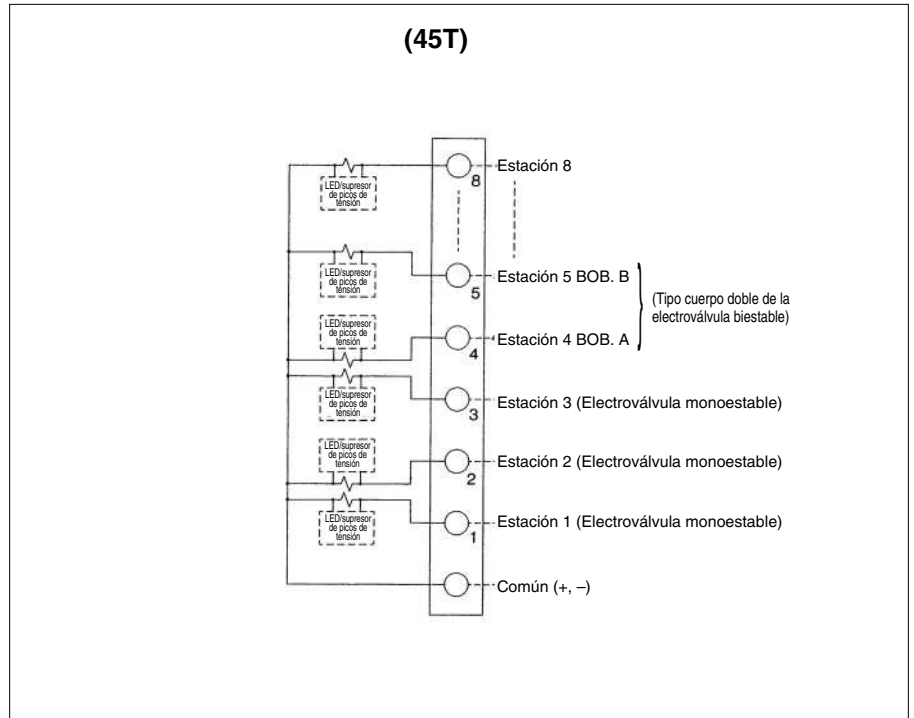 (45T)
LED/supresor
de picos de
tensión
8
Estación 8
LED/supresor
de picos de
tensión
5
Estación 5 BOB. B
(Tipo cuerpo doble de la
electroválvula biestable)
LED/supresor
de picos de
tensión
4
Estación 4 BOB. A
LED/supresor
de picos de
tensión
3
Estación 3 (Electroválvula monoestable)
LED/supresor
de picos de
tensión
2
Estación 2 (Electroválvula monoestable)
LED/supresor
de picos de
tensión
1
Estación 1 (Electroválvula monoestable)
Común (+, –)